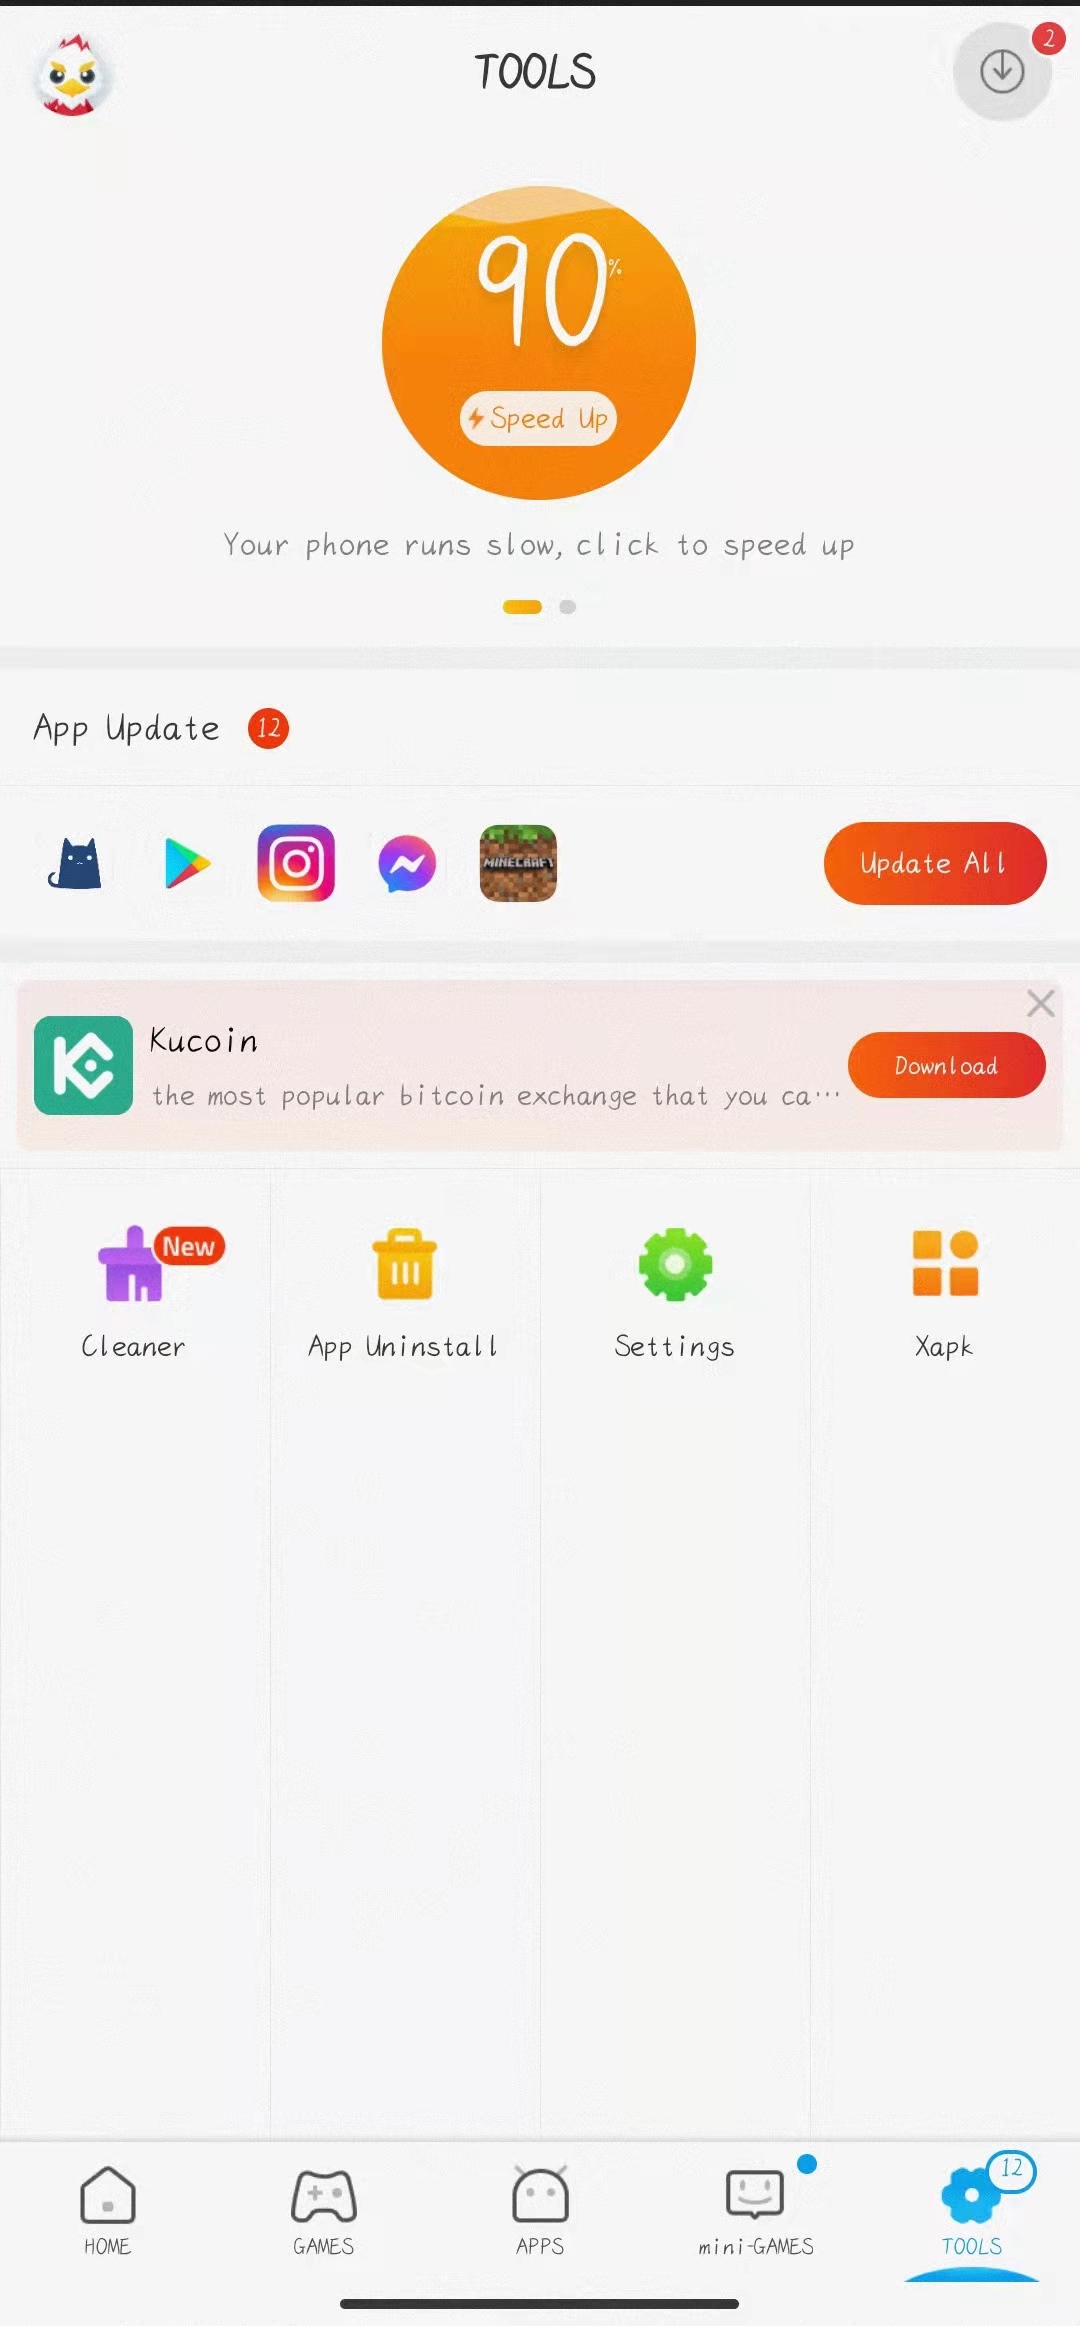 TOOLS
2
90%
Speed Up
Your phone runs slow, click to speed up
App Update 12
MINECRAFT
Update All
Kucoin
the most popular bitcoin exchange that you ca···
Download
New
Cleaner
App Uninstall
Settings
Xapk
12
HOME
GAMES
APPS
mini-GAMES
TOOLS